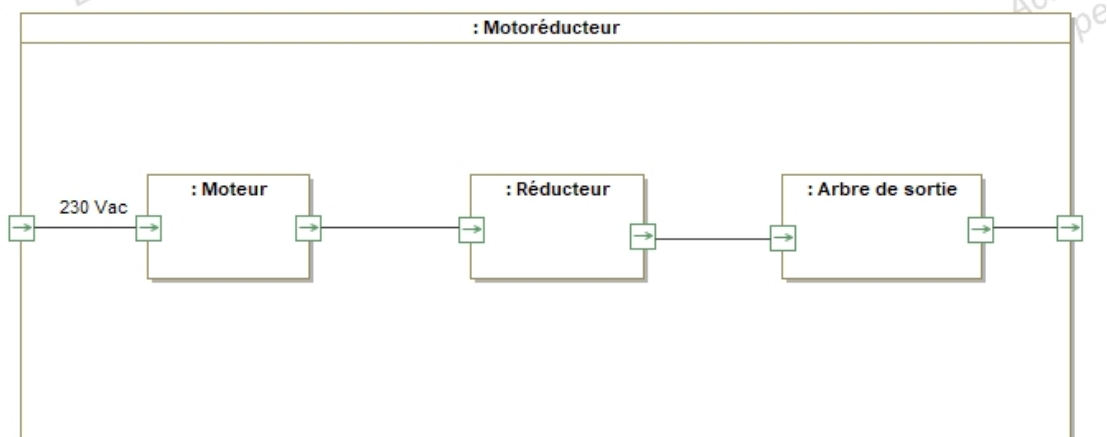 : Motoréducteur
230 Vac
: Moteur
: Réducteur
: Arbre de sortie